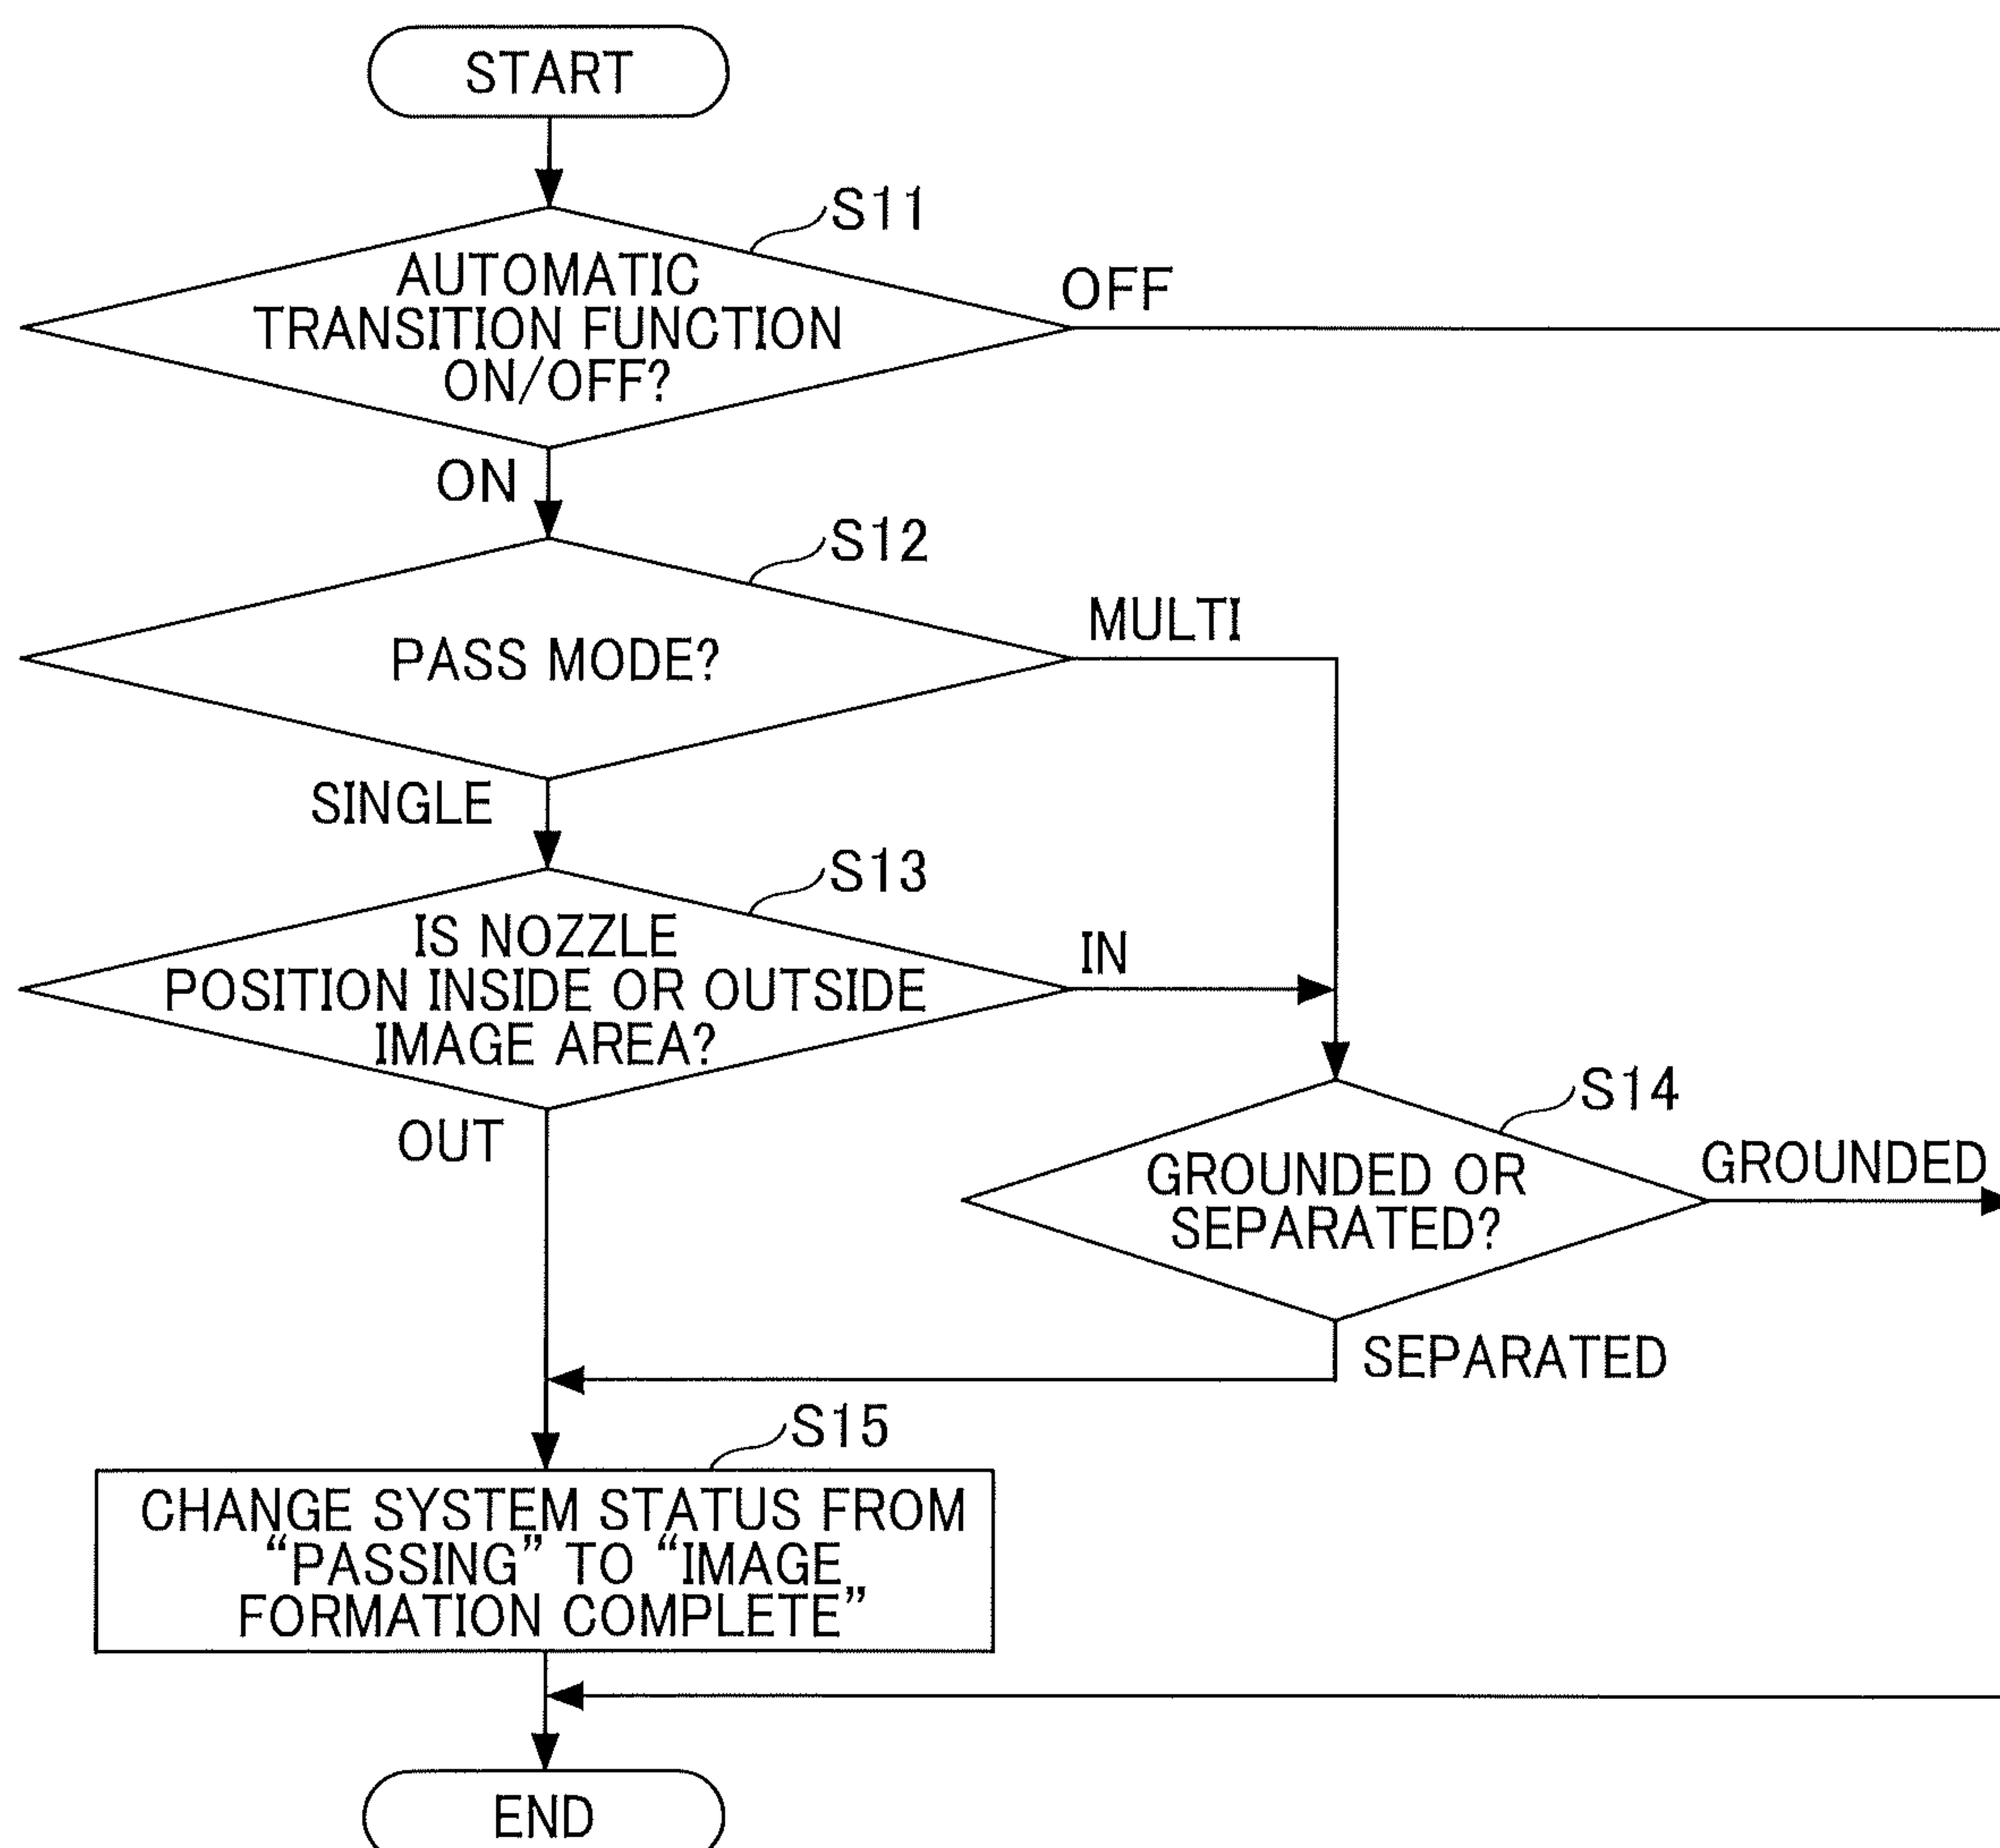 START
S11
AUTOMATIC
TRANSITION FUNCTION
ON/OFF?
OFF
ON
S12
PASS MODE?
MULTI
SINGLE
S13
IS NOZZLE
POSITION INSIDE OR OUTSIDE
IMAGE AREA?
IN
OUT
S14
GROUNDED OR
SEPARATED?
GROUNDED
SEPARATED
S15
CHANGE SYSTEM STATUS FROM
“PASSING” TO “IMAGE
FORMATION COMPLETE”
END